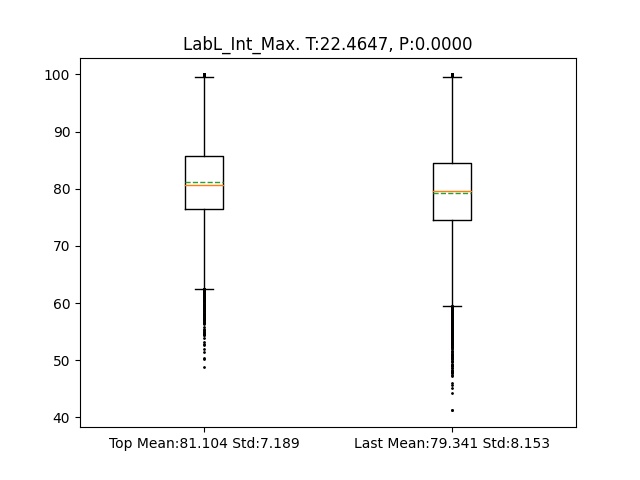 LabL_Int_Max. T:22.4647, P:0.0000
100
90
80
70
60
50
40
Top Mean:81.104 Std:7.189
Last Mean:79.341 Std:8.153